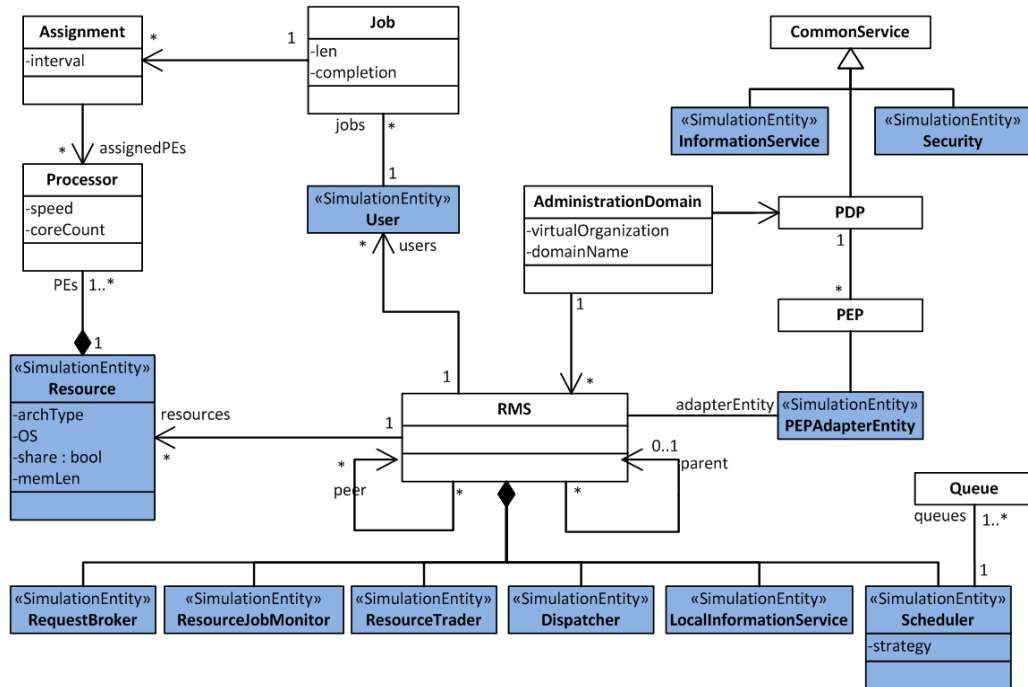 Assignment
-interval
*
1
Job
-len
-completion
CommonService
jobs
*
«SimulationEntity»
InformationService
«SimulationEntity»
Security
*
assignedPEs
Processor
-speed
-coreCount
1
«SimulationEntity»
User
*
users
AdministrationDomain
-virtualOrganization
-domainName
PDP
1
PEs
1..*
1
*
PEP
1
«SimulationEntity»
Resource
-archType
-OS
-share : bool
-memLen
resources
*
1
1
*
RMS
adapterEntity
«SimulationEntity»
PEPAdapterEntity
*
peer
*
0..1
parent
*
Queue
queues
1..*
1
«SimulationEntity»
RequestBroker
«SimulationEntity»
ResourceJobMonitor
«SimulationEntity»
ResourceTrader
«SimulationEntity»
Dispatcher
«SimulationEntity»
LocalInformationService
«SimulationEntity»
Scheduler
-strategy